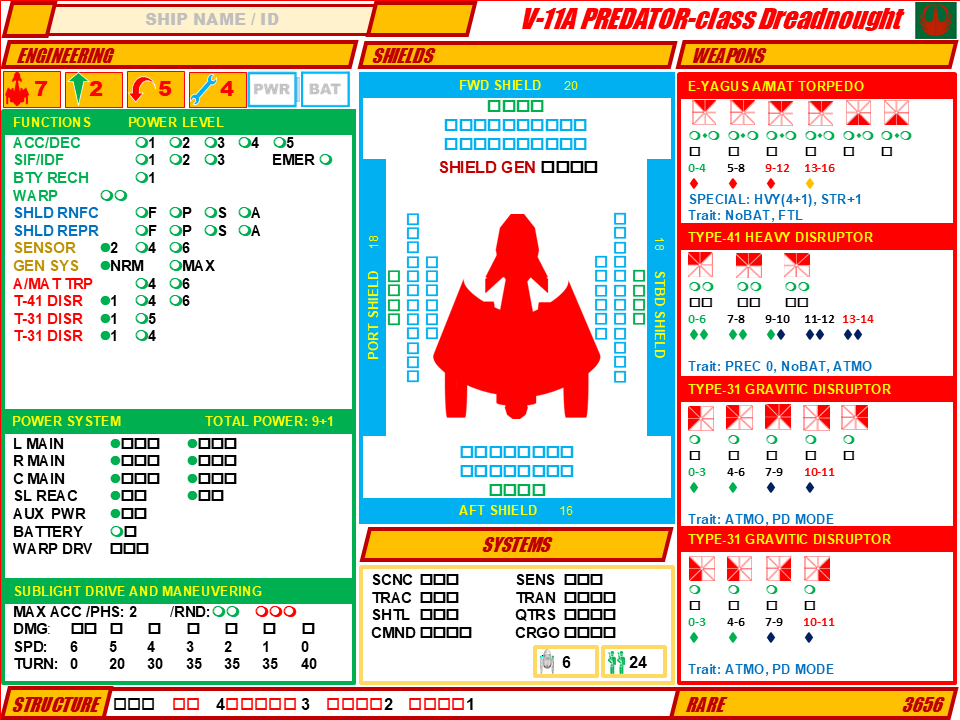 SHIP NAME / ID
V-11A PREDATOR-class Dreadnought
ENGINEERING
7 2 5 4 PWR BAT
FUNCTIONS POWER LEVEL
ACC/DEC 1 2 3 4 5
SIF/IDF 1 2 3 EMER
BTY RECH 1
WARP
SHLD RNFC F P S A
SHLD REPR F P S A
SENSOR 2 4 6
GEN SYS NRM MAX
A/MAT TRP 4 6
T-41 DISR 1 4 6
T-31 DISR 1 5
T-31 DISR 1 4
POWER SYSTEM TOTAL POWER: 9+1
L MAIN
R MAIN
C MAIN
SL REAC
AUX PWR
BATTERY
WARP DRV
SUBLIGHT DRIVE AND MANEUVERING
MAX ACC /PHS: 2 /RND:
DMG:
SPD: 6 5 4 3 2 1 0
TURN: 0 20 30 35 35 35 40
SHIELDS
FWD SHIELD 20
SHIELD GEN
PORT SHIELD 18
STBD SHIELD 18
AFT SHIELD 16
SYSTEMS
SCNC SENS
TRAC TRAN
SHTL QTRS
CMND CRGO
6 24
WEAPONS
E-YAGUS A/MAT TORPEDO
0-4 5-8 9-12 13-16
SPECIAL: HVY(4+1), STR+1
Trait: NoBAT, FTL
TYPE-41 HEAVY DISRUPTOR
0-6 7-8 9-10 11-12 13-14
Trait: PREC 0, NoBAT, ATMO
TYPE-31 GRAVITIC DISRUPTOR
0-3 4-6 7-9 10-11
Trait: ATMO, PD MODE
TYPE-31 GRAVITIC DISRUPTOR
0-3 4-6 7-9 10-11
Trait: ATMO, PD MODE
STRUCTURE 4 3 2 1
RARE 3656